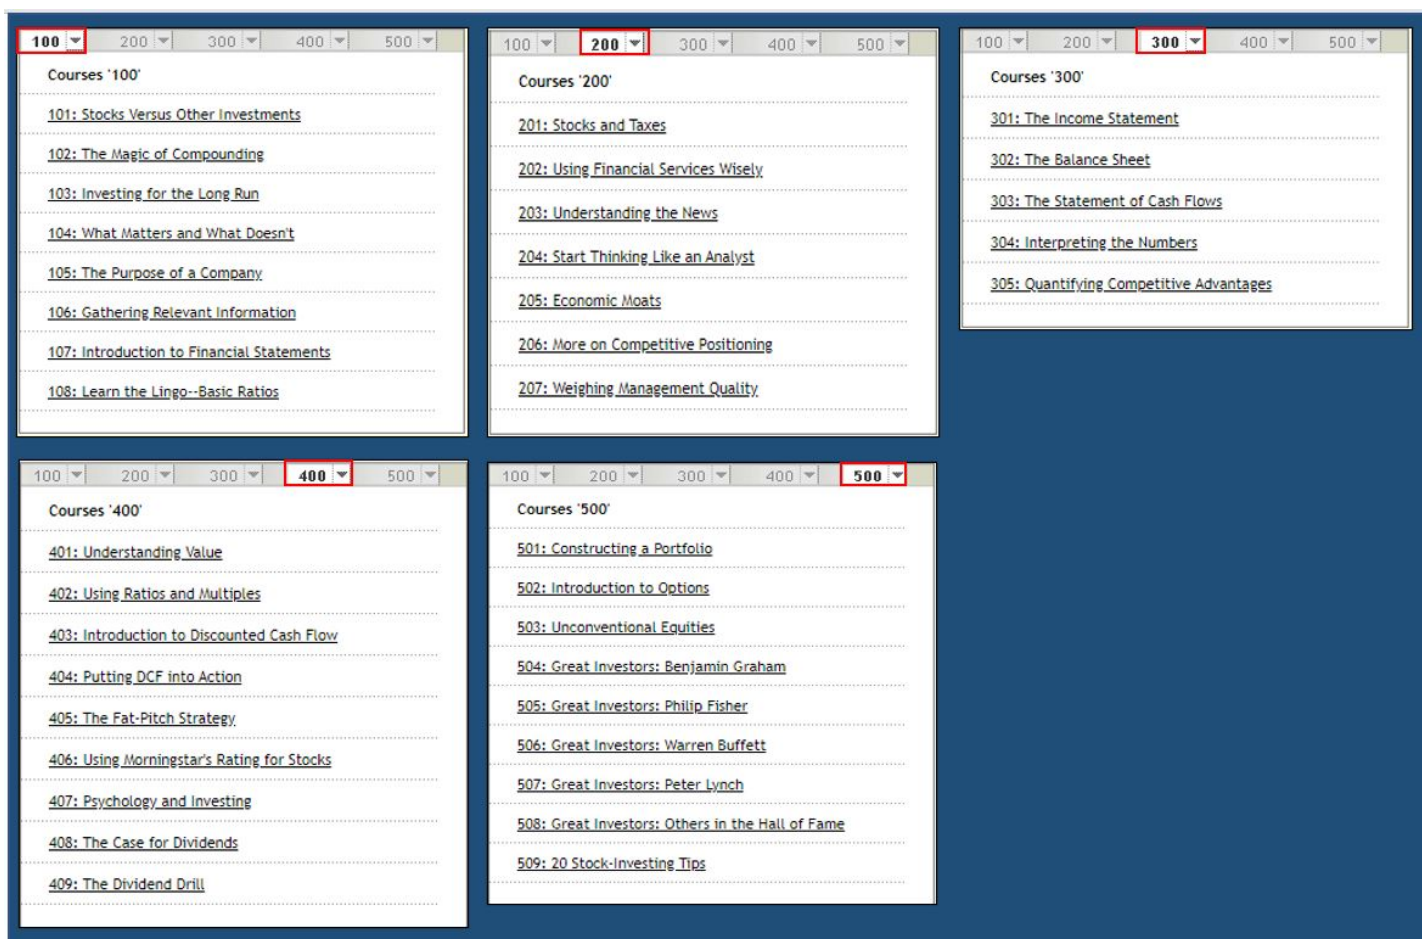 100 200 300 400 500
Courses '100'
101: Stocks Versus Other Investments
102: The Magic of Compounding
103: Investing for the Long Run
104: What Matters and What Doesn't
105: The Purpose of a Company
106: Gathering Relevant Information
107: Introduction to Financial Statements
108: Learn the Lingo--Basic Ratios
100 200 300 400 500
Courses '200'
201: Stocks and Taxes
202: Using Financial Services Wisely
203: Understanding the News
204: Start Thinking Like an Analyst
205: Economic Moats
206: More on Competitive Positioning
207: Weighing Management Quality
100 200 300 400 500
Courses '300'
301: The Income Statement
302: The Balance Sheet
303: The Statement of Cash Flows
304: Interpreting the Numbers
305: Quantifying Competitive Advantages
100 200 300 400 500
Courses '400'
401: Understanding Value
402: Using Ratios and Multiples
403: Introduction to Discounted Cash Flow
404: Putting DCF into Action
405: The Fat-Pitch Strategy
406: Using Morningstar's Rating for Stocks
407: Psychology and Investing
408: The Case for Dividends
409: The Dividend Drill
100 200 300 400 500
Courses '500'
501: Constructing a Portfolio
502: Introduction to Options
503: Unconventional Equities
504: Great Investors: Benjamin Graham
505: Great Investors: Philip Fisher
506: Great Investors: Warren Buffett
507: Great Investors: Peter Lynch
508: Great Investors: Others in the Hall of Fame
509: 20 Stock-Investing Tips